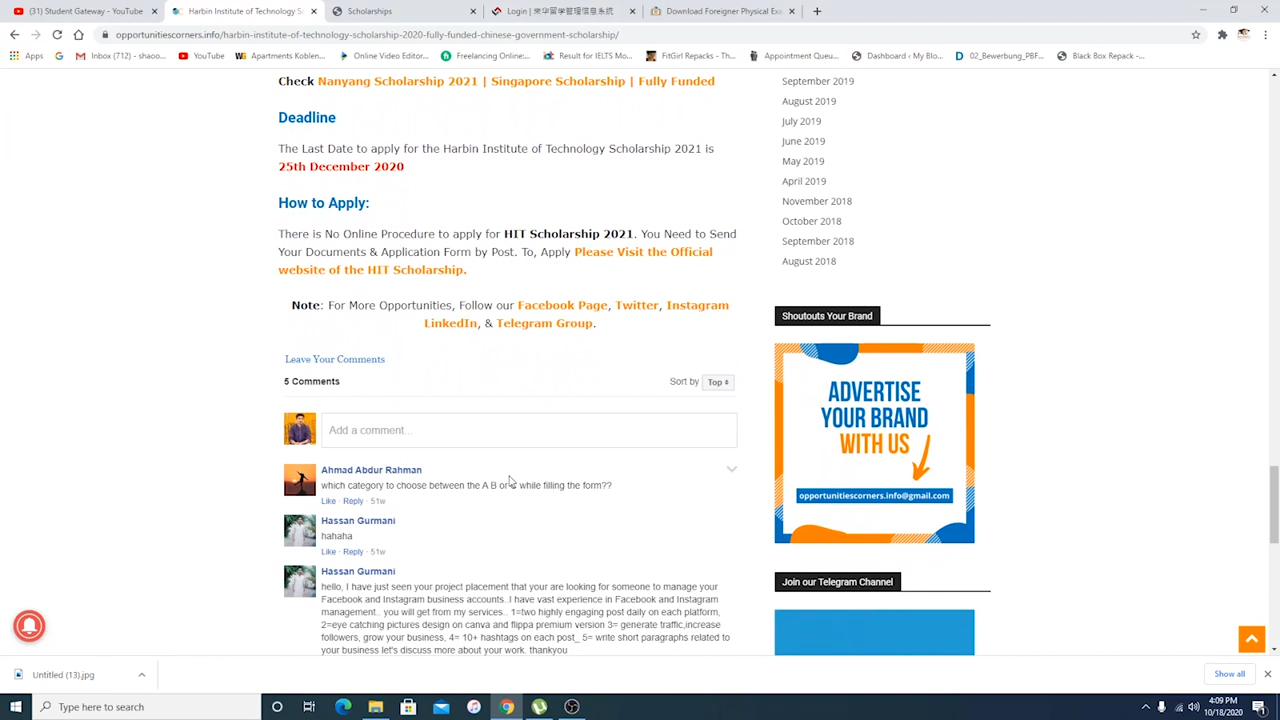 (31) Student Gateway - YouTube
Harbin Institute of Technology S
Scholarships
Login | 荣华留学管理信息系统
Download Foreigner Physical Exa
opportunitiescorners.info/harbin-institute-of-technology-scholarship-2020-fully-funded-chinese-government-scholarship/
Apps
Inbox (712) - shaoo...
YouTube
Apartments Koblen...
Online Video Editor...
Freelancing Online:...
Result for IELTS Mo...
FitGirl Repacks - Th...
Appointment Queu...
Dashboard ‹ My Blo...
02_Bewerbung_PBF...
Black Box Repack -...
Check Nanyang Scholarship 2021 | Singapore Scholarship | Fully Funded
Deadline
The Last Date to apply for the Harbin Institute of Technology Scholarship 2021 is
25th December 2020
How to Apply:
There is No Online Procedure to apply for HIT Scholarship 2021. You Need to Send
Your Documents & Application Form by Post. To, Apply Please Visit the Official
website of the HIT Scholarship.
Note: For More Opportunities, Follow our Facebook Page, Twitter, Instagram
LinkedIn, & Telegram Group.
Leave Your Comments
5 Comments
Sort by Top
Add a comment...
Ahmad Abdur Rahman
which category to choose between the A B or while filling the form??
Like · Reply · 51w
Hassan Gurmani
hahaha
Like · Reply · 51w
Hassan Gurmani
hello, I have just seen your project placement that your are looking for someone to manage your
Facebook and Instagram business accounts..I have vast experience in Facebook and Instagram
management.. you will get from my services.. 1=two highly engaging post daily on each platform,
2=eye catching pictures design on canva and flippa premium version 3= generate traffic,increase
followers, grow your business, 4= 10+ hashtags on each post_ 5= write short paragraphs related to
your business let's discuss more about your work. thankyou
September 2019
August 2019
July 2019
June 2019
May 2019
April 2019
November 2018
October 2018
September 2018
August 2018
Shoutouts Your Brand
ADVERTISE
YOUR BRAND
WITH US
opportunitiescorners.info@gmail.com
Join our Telegram Channel
Untitled (13).jpg
Show all
Type here to search
4:09 PM
10/18/2020